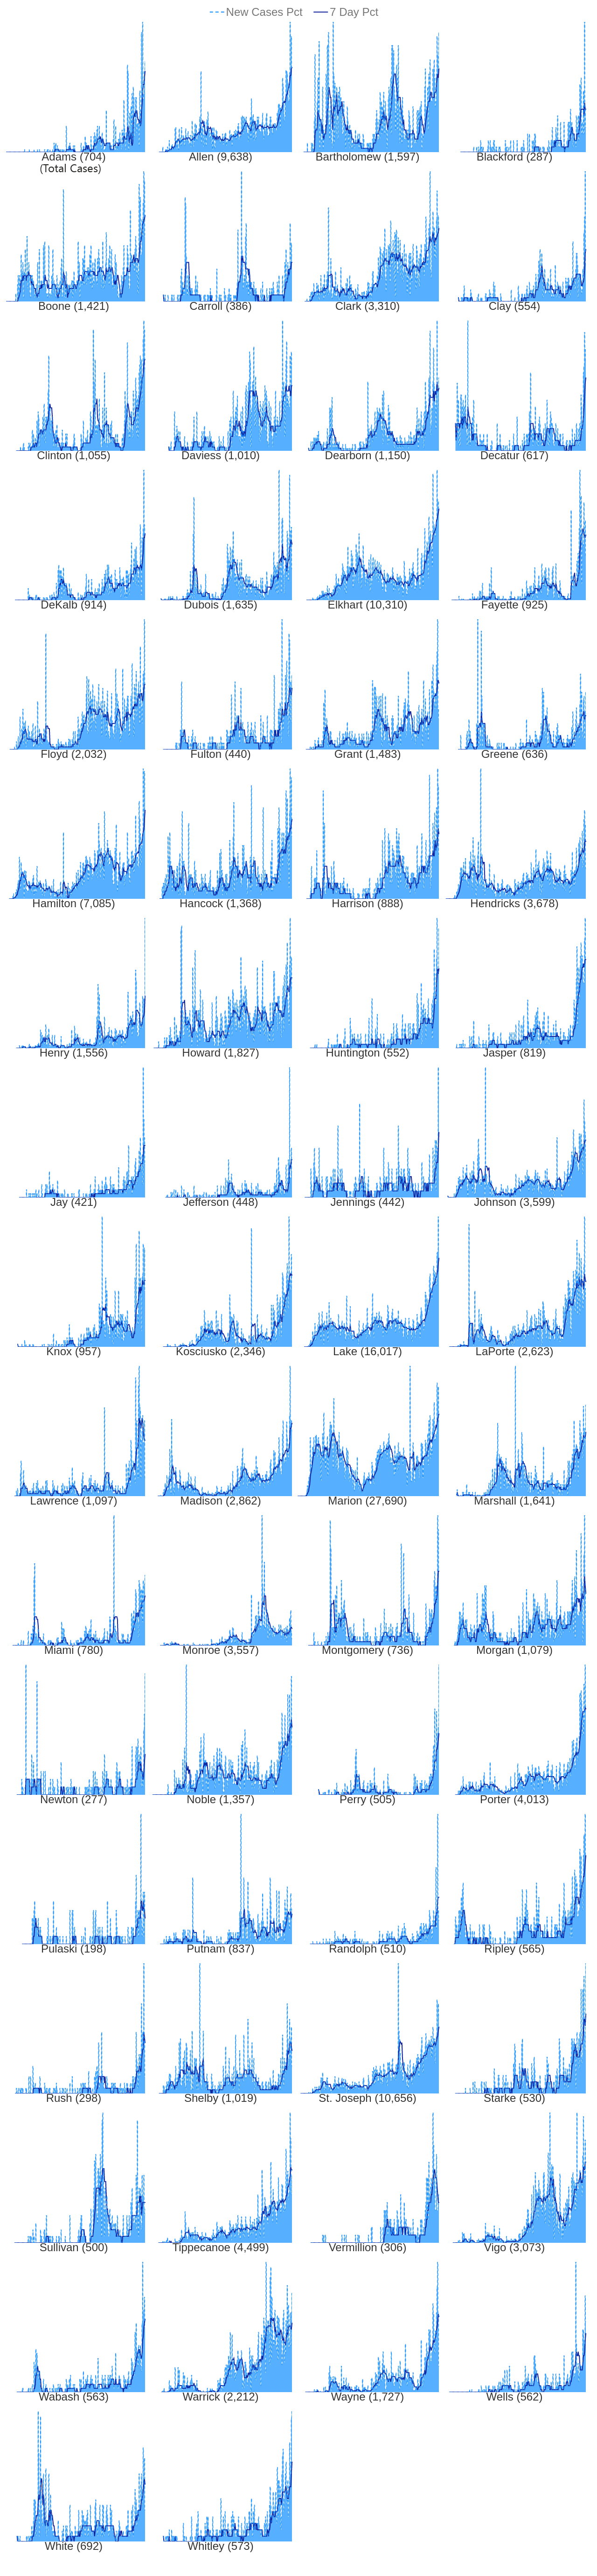 New Cases Pct 7 Day Pct
Adams (704) Allen (9,638) Bartholomew (1,597) Blackford (287)
(Total Cases)
Boone (1,421) Carroll (386) Clark (3,310) Clay (554)
Clinton (1,055) Daviess (1,010) Dearborn (1,150) Decatur (617)
DeKalb (914) Dubois (1,635) Elkhart (10,310) Fayette (925)
Floyd (2,032) Fulton (440) Grant (1,483) Greene (636)
Hamilton (7,085) Hancock (1,368) Harrison (888) Hendricks (3,678)
Henry (1,556) Howard (1,827) Huntington (552) Jasper (819)
Jay (421) Jefferson (448) Jennings (442) Johnson (3,599)
Knox (957) Kosciusko (2,346) Lake (16,017) LaPorte (2,623)
Lawrence (1,097) Madison (2,862) Marion (27,690) Marshall (1,641)
Miami (780) Monroe (3,557) Montgomery (736) Morgan (1,079)
Newton (277) Noble (1,357) Perry (505) Porter (4,013)
Pulaski (198) Putnam (837) Randolph (510) Ripley (565)
Rush (298) Shelby (1,019) St. Joseph (10,656) Starke (530)
Sullivan (500) Tippecanoe (4,499) Vermillion (306) Vigo (3,073)
Wabash (563) Warrick (2,212) Wayne (1,727) Wells (562)
White (692) Whitley (573)